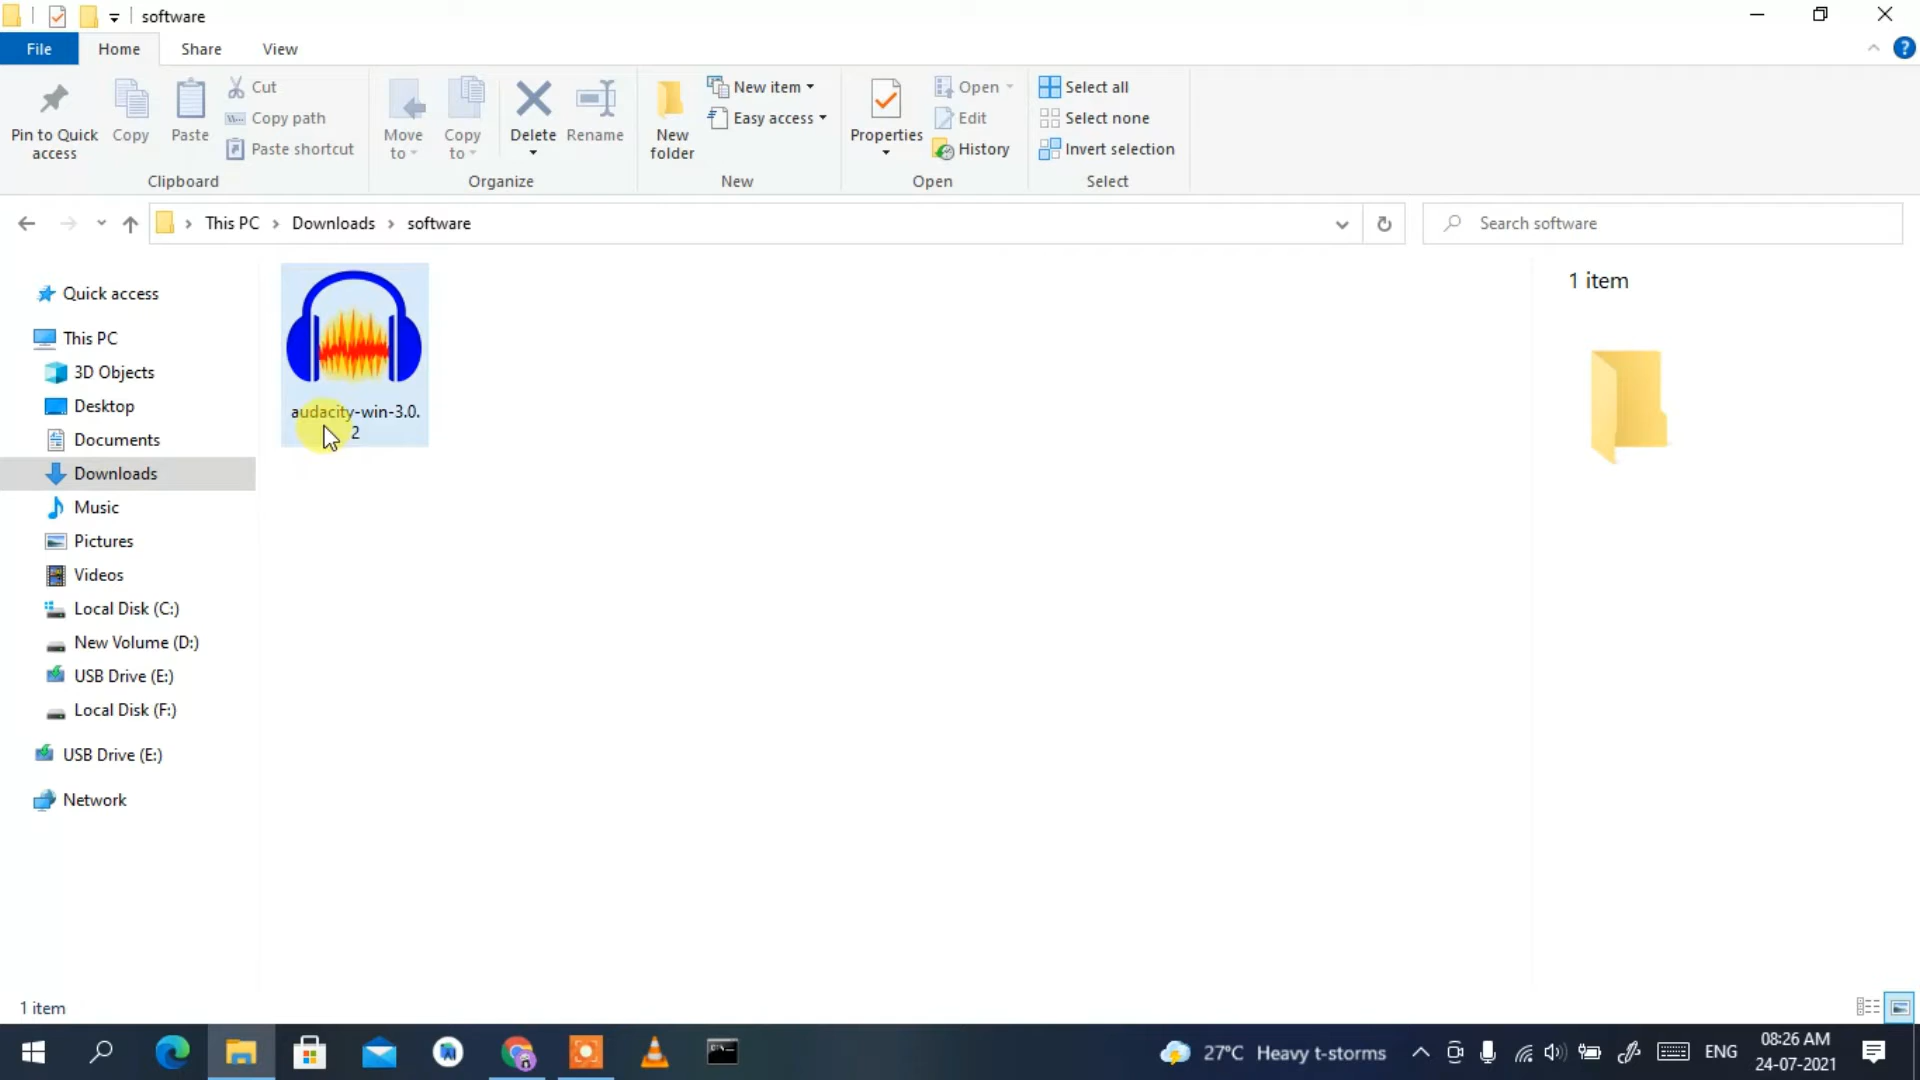 software
File Home Share View
Pin to Quick access
Copy
Paste
Cut
Copy path
Paste shortcut
Clipboard
Move to
Copy to
Delete
Rename
Organize
New folder
New item
Easy access
New
Properties
Open
Edit
History
Open
Select all
Select none
Invert selection
Select
This PC > Downloads > software
Search software
Quick access
This PC
3D Objects
Desktop
Documents
Downloads
Music
Pictures
Videos
Local Disk (C:)
New Volume (D:)
USB Drive (E:)
Local Disk (F:)
USB Drive (E:)
Network
audacity-win-3.0.
2
1 item
1 item
27°C Heavy t-storms
ENG
08:26 AM
24-07-2021